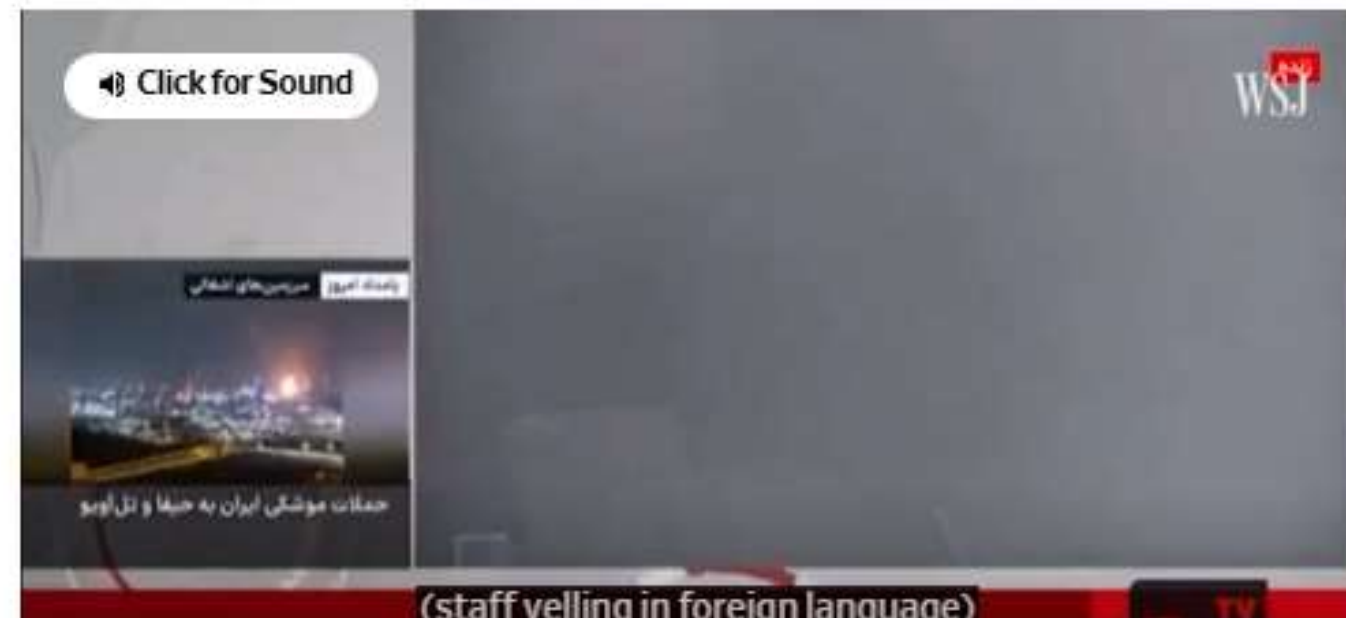 Click for Sound
زنده
WSJ
بامداد امروز سرزمین‌های اشغالی
حملات موشکی ایران به حیفا و تل‌آویو
(staff yelling in foreign language)
TV